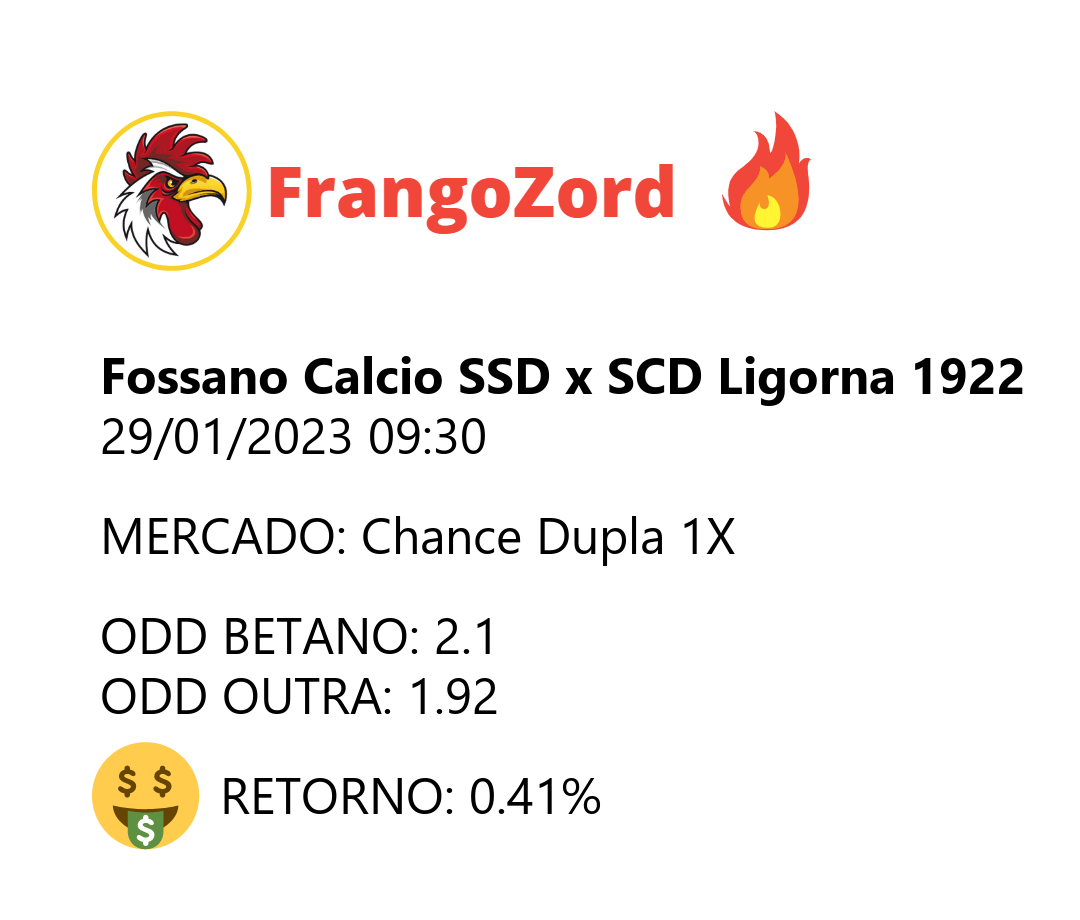 FrangoZord
Fossano Calcio SSD x SCD Ligorna 1922
29/01/2023 09:30
MERCADO: Chance Dupla 1X
ODD BETANO: 2.1
ODD OUTRA: 1.92
RETORNO: 0.41%